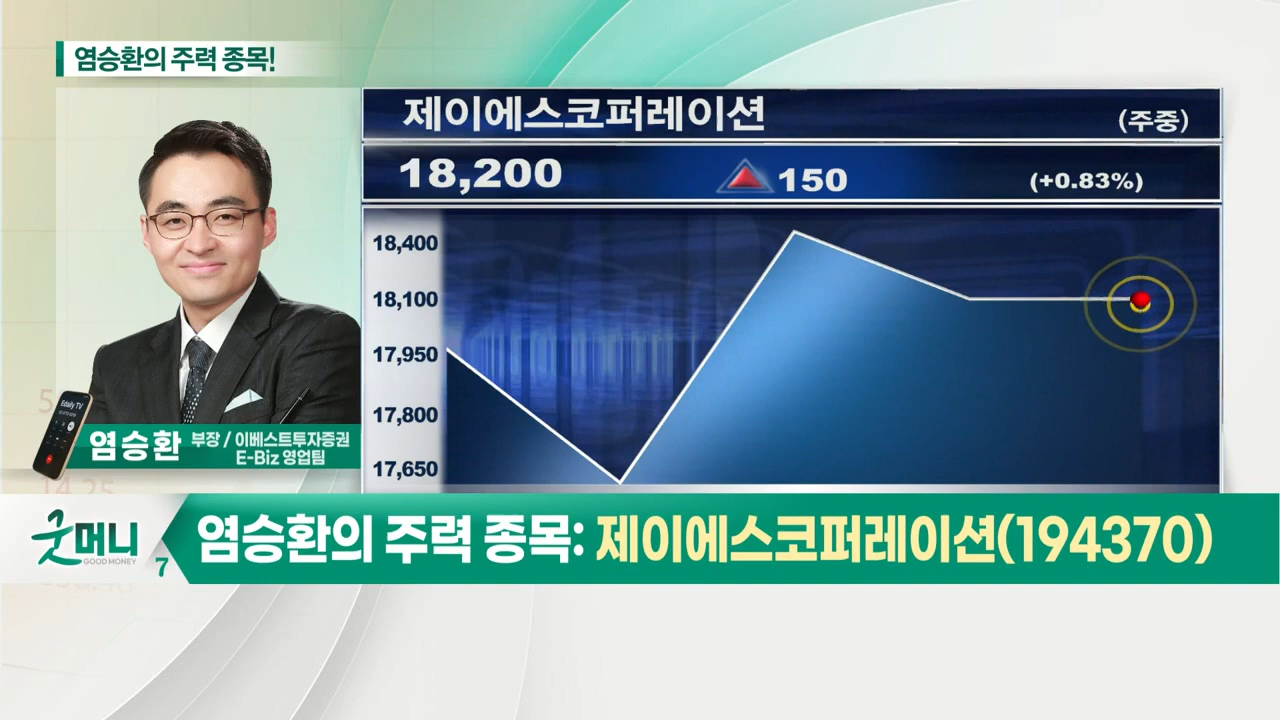 염승환의 주력 종목!
제이에스코퍼레이션 (주중)
18,200 ▲ 150 (+0.83%)
18,400
18,100
17,950
17,800
17,650
Edaily TV
염승환 부장 / 이베스트투자증권
E-Biz 영업팀
굿머니
GOOD MONEY
7
염승환의 주력 종목: 제이에스코퍼레이션(194370)